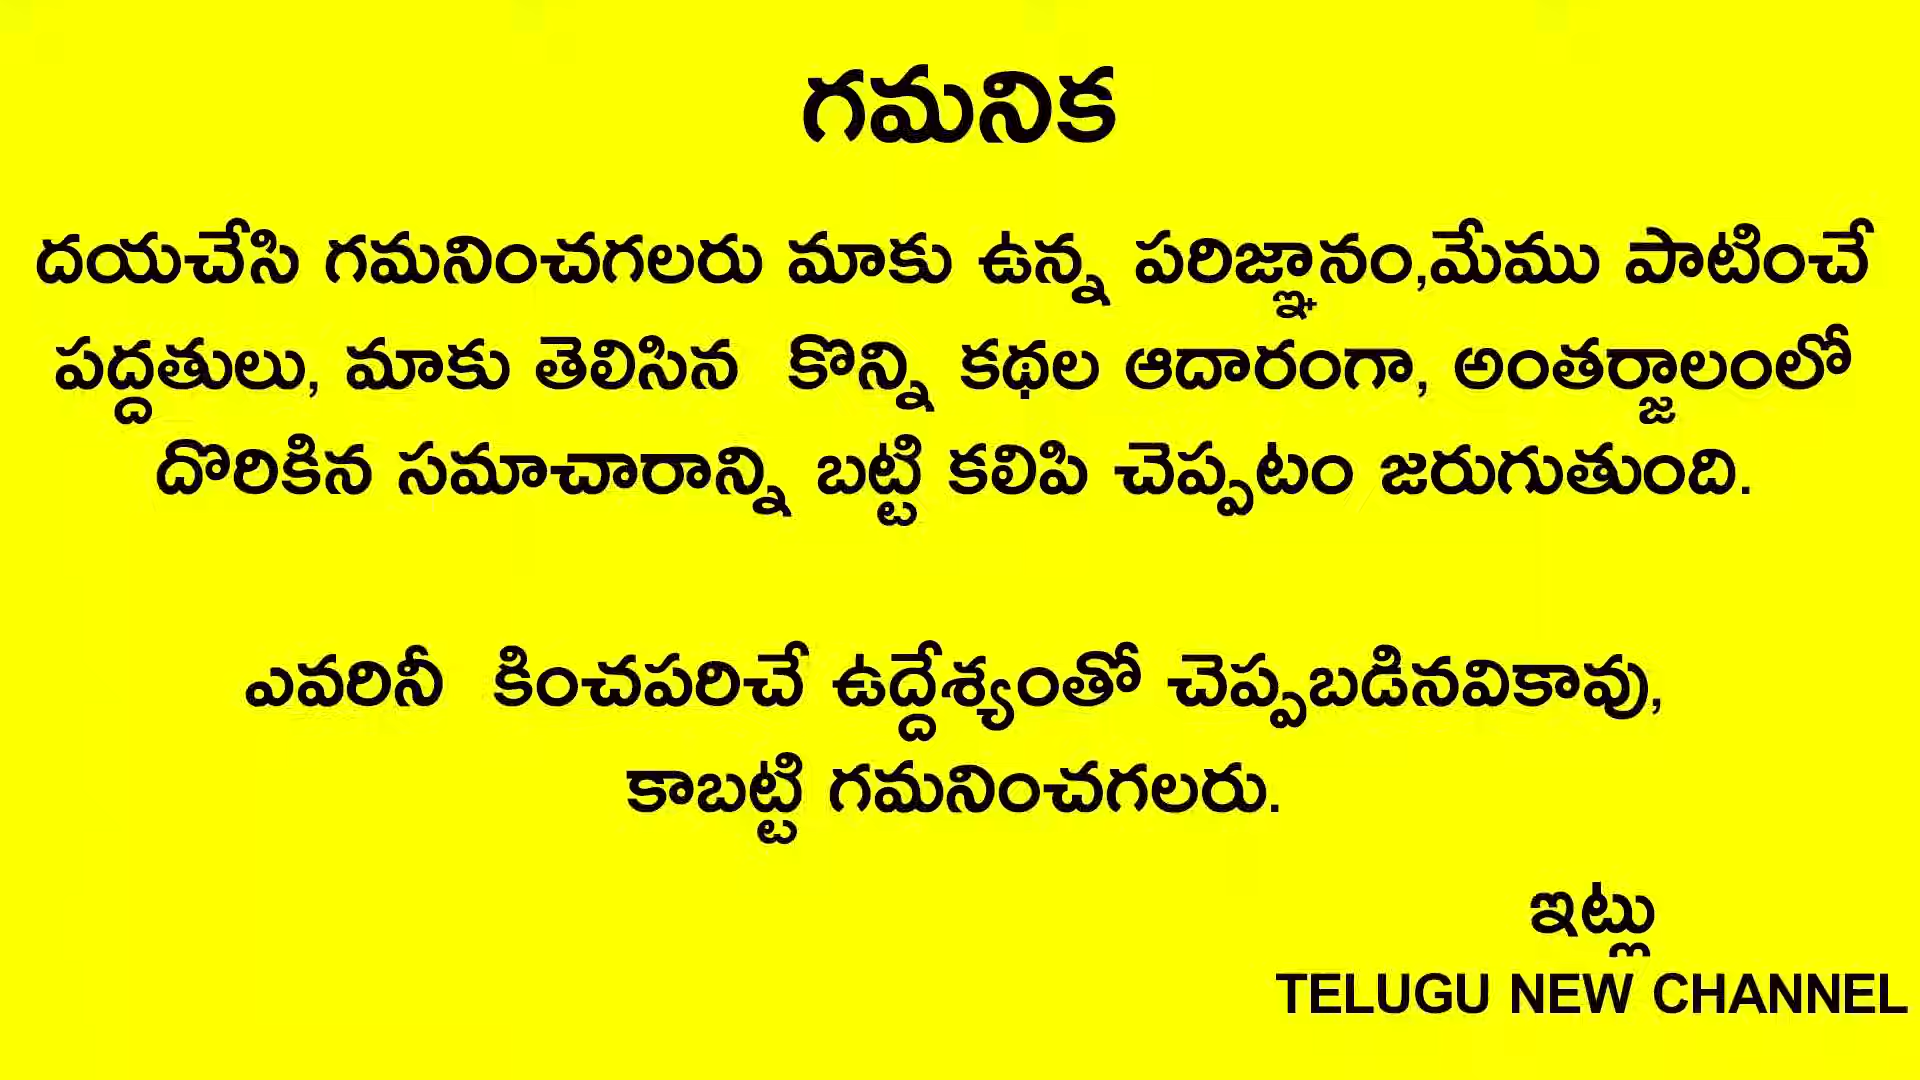 గమనిక
దయచేసి గమనించగలరు మాకు ఉన్న పరిజ్ఞానం,మేము పాటించే
పద్దతులు, మాకు తెలిసిన కొన్ని కథల ఆదారంగా, అంతర్జాలంలో
దొరికిన సమాచారాన్ని బట్టి కలిపి చెప్పటం జరుగుతుంది.
ఎవరినీ కించపరిచే ఉద్దేశ్యంతో చెప్పబడినవికావు,
కాబట్టి గమనించగలరు.
ఇట్లు
TELUGU NEW CHANNEL